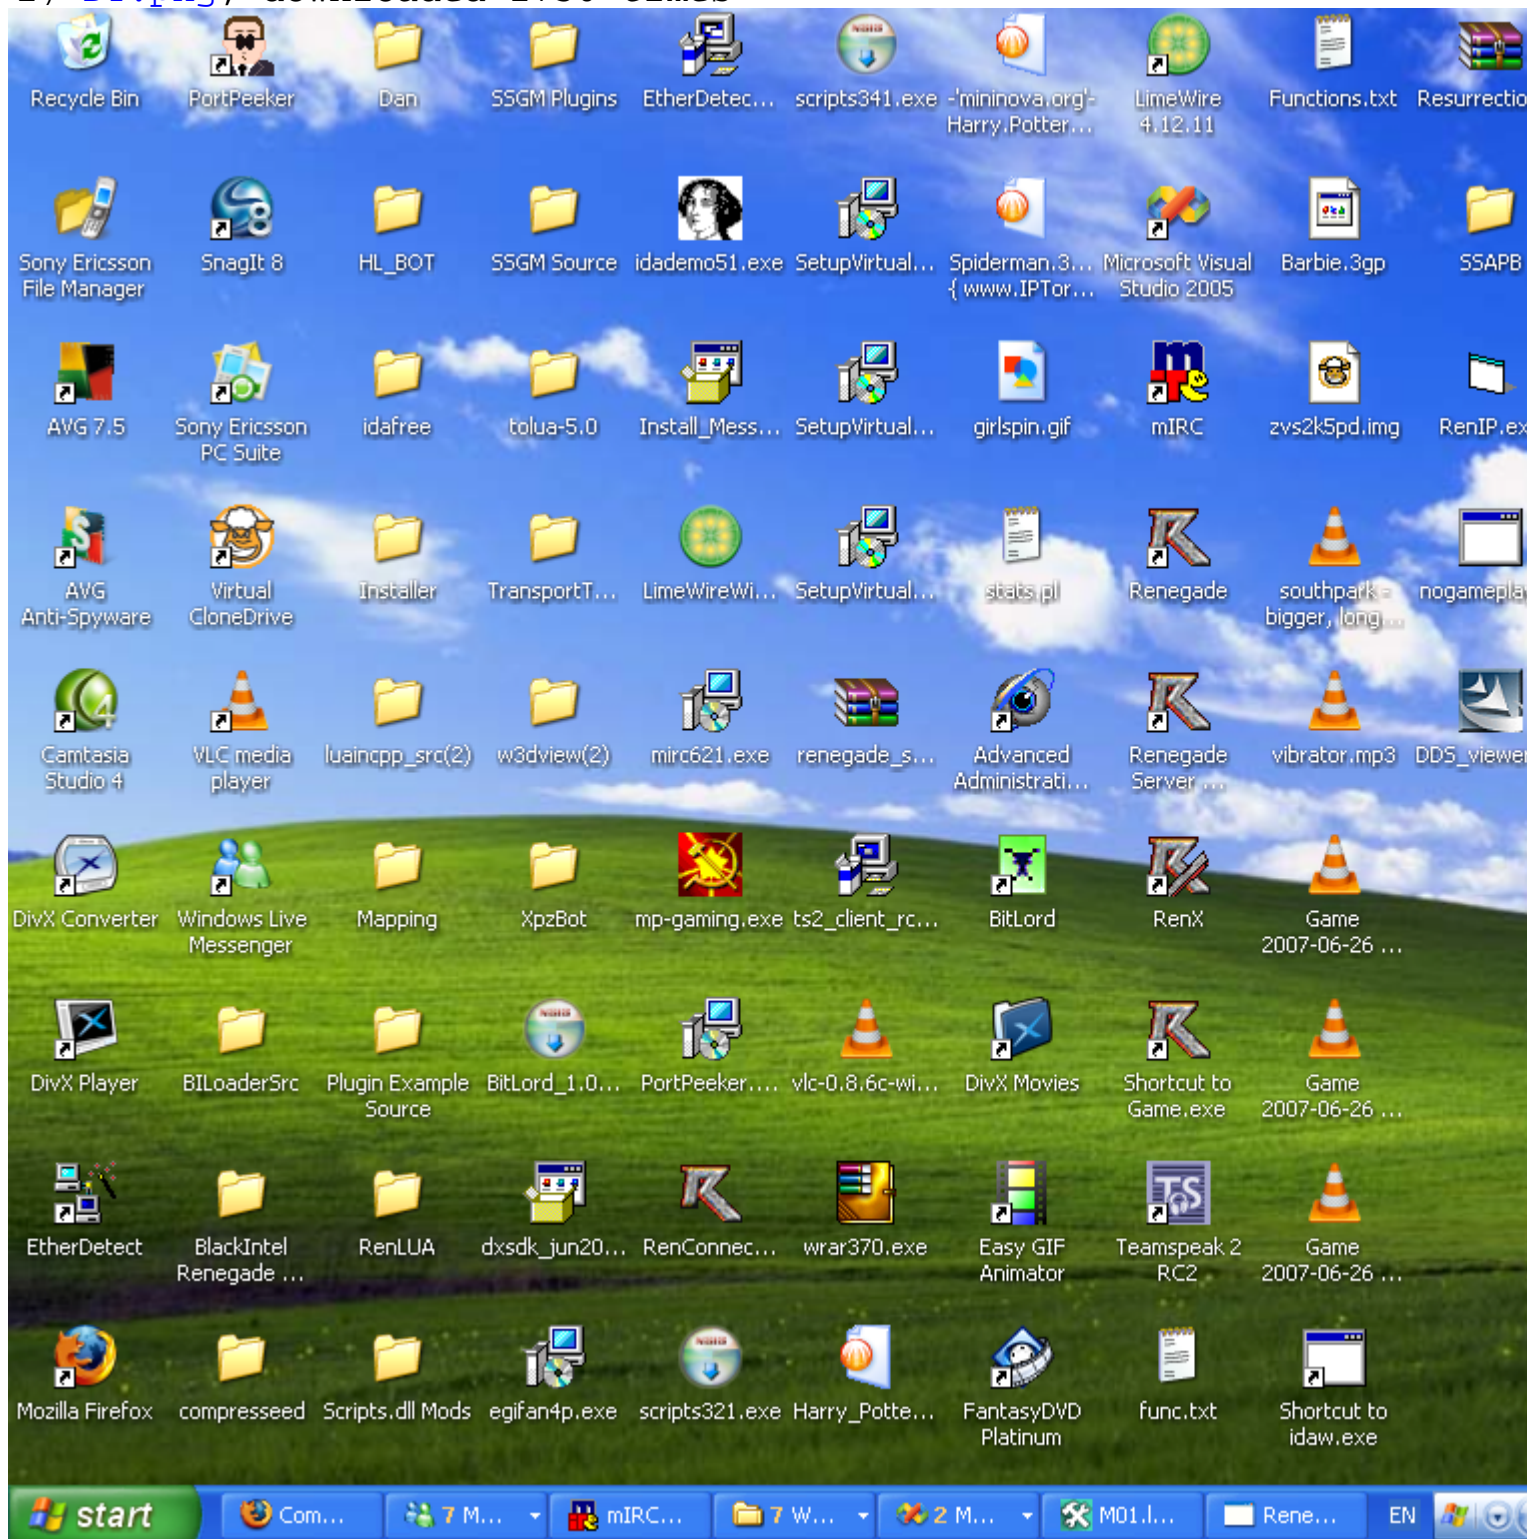 Recycle Bin
PortPeeker
Dan
SSGM Plugins
EtherDetec...
scripts341.exe
-'mininova.org'-
Harry.Potter...
LimeWire
4.12.11
Functions.txt
Resurrectio
Sony Ericsson
File Manager
SnagIt 8
HL_BOT
SSGM Source
idademo51.exe
SetupVirtual...
Spiderman.3...
{ www.IPTor...
Microsoft Visual
Studio 2005
Barbie.3gp
SSAPB
AVG 7.5
Sony Ericsson
PC Suite
idafree
tolua-5.0
Install_Mess...
SetupVirtual...
girlspin.gif
mIRC
zvs2k5pd.img
RenIP.ex
AVG
Anti-Spyware
Virtual
CloneDrive
Installer
TransportT...
LimeWireWi...
SetupVirtual...
stats.pl
Renegade
southpark -
bigger, long...
nogamepla
Camtasia
Studio 4
VLC media
player
luaincpp_src(2)
w3dview(2)
mirc621.exe
renegade_s...
Advanced
Administrati...
Renegade
Server ...
vibrator.mp3
DDS_viewer
DivX Converter
Windows Live
Messenger
Mapping
XpzBot
mp-gaming.exe
ts2_client_rc...
BitLord
RenX
Game
2007-06-26 ...
DivX Player
BILoaderSrc
Plugin Example
Source
BitLord_1.0...
PortPeeker....
vlc-0.8.6c-wi...
DivX Movies
Shortcut to
Game.exe
Game
2007-06-26 ...
EtherDetect
BlackIntel
Renegade ...
RenLUA
dxsdk_jun20...
RenConnec...
wrar370.exe
Easy GIF
Animator
Teamspeak 2
RC2
Game
2007-06-26 ...
Mozilla Firefox
compresseed
Scripts.dll Mods
egifan4p.exe
scripts321.exe
Harry_Potte...
FantasyDVD
Platinum
func.txt
Shortcut to
idaw.exe
start
Com...
7 M...
mIRC...
7 W...
2 M...
M01.l...
Rene...
EN